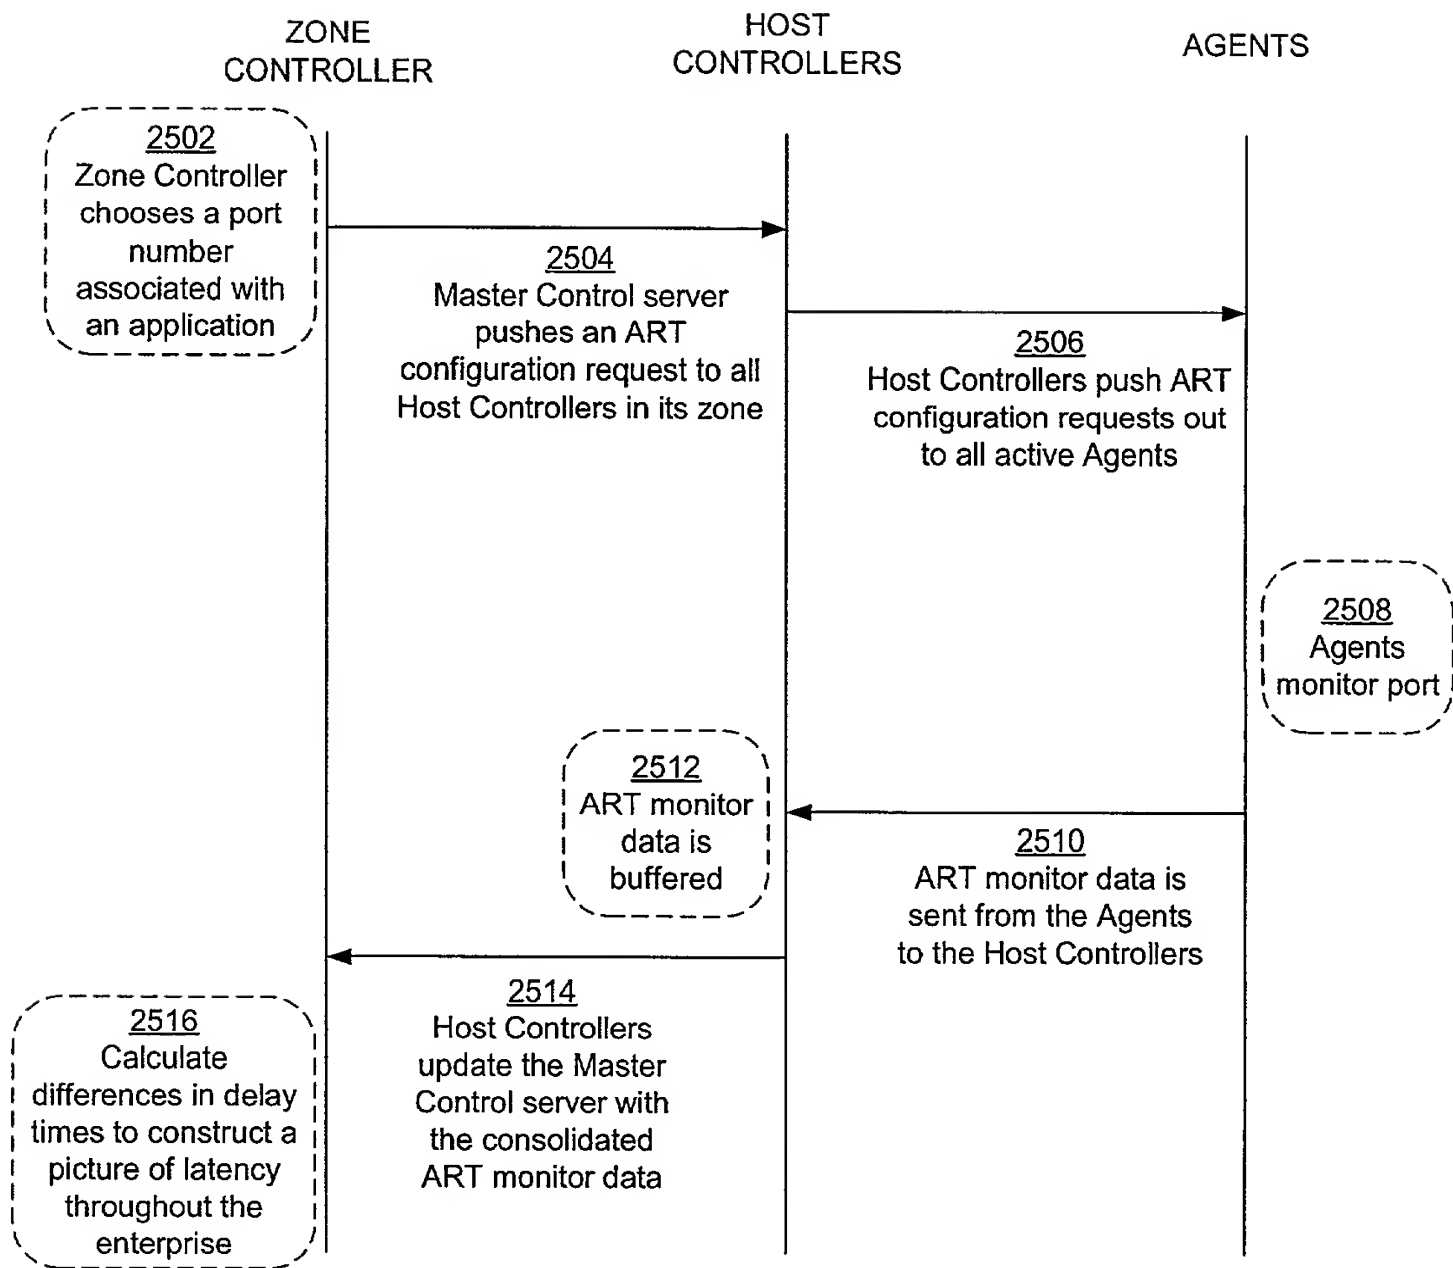 ZONE
CONTROLLER
HOST
CONTROLLERS
AGENTS
2502
Zone Controller
chooses a port
number
associated with
an application
2504
Master Control server
pushes an ART
configuration request to all
Host Controllers in its zone
2506
Host Controllers push ART
configuration requests out
to all active Agents
2508
Agents
monitor port
2512
ART monitor
data is
buffered
2510
ART monitor data is
sent from the Agents
to the Host Controllers
2514
Host Controllers
update the Master
Control server with
the consolidated
ART monitor data
2516
Calculate
differences in delay
times to construct a
picture of latency
throughout the
enterprise